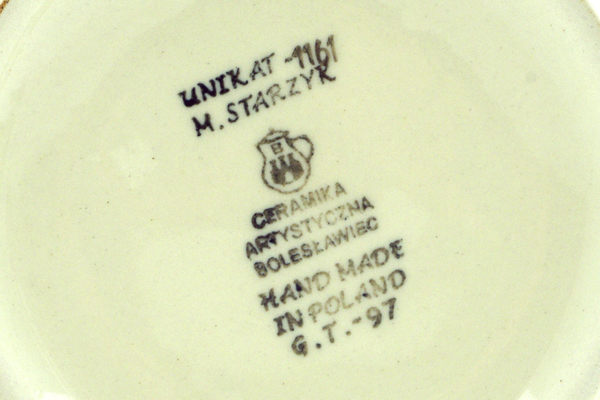 UNIKAT -1161
M. STARZYK
B
CERAMIKA
ARTYSTYCZNA
BOLESŁAWIEC
HAND MADE
IN POLAND
G.T.-97